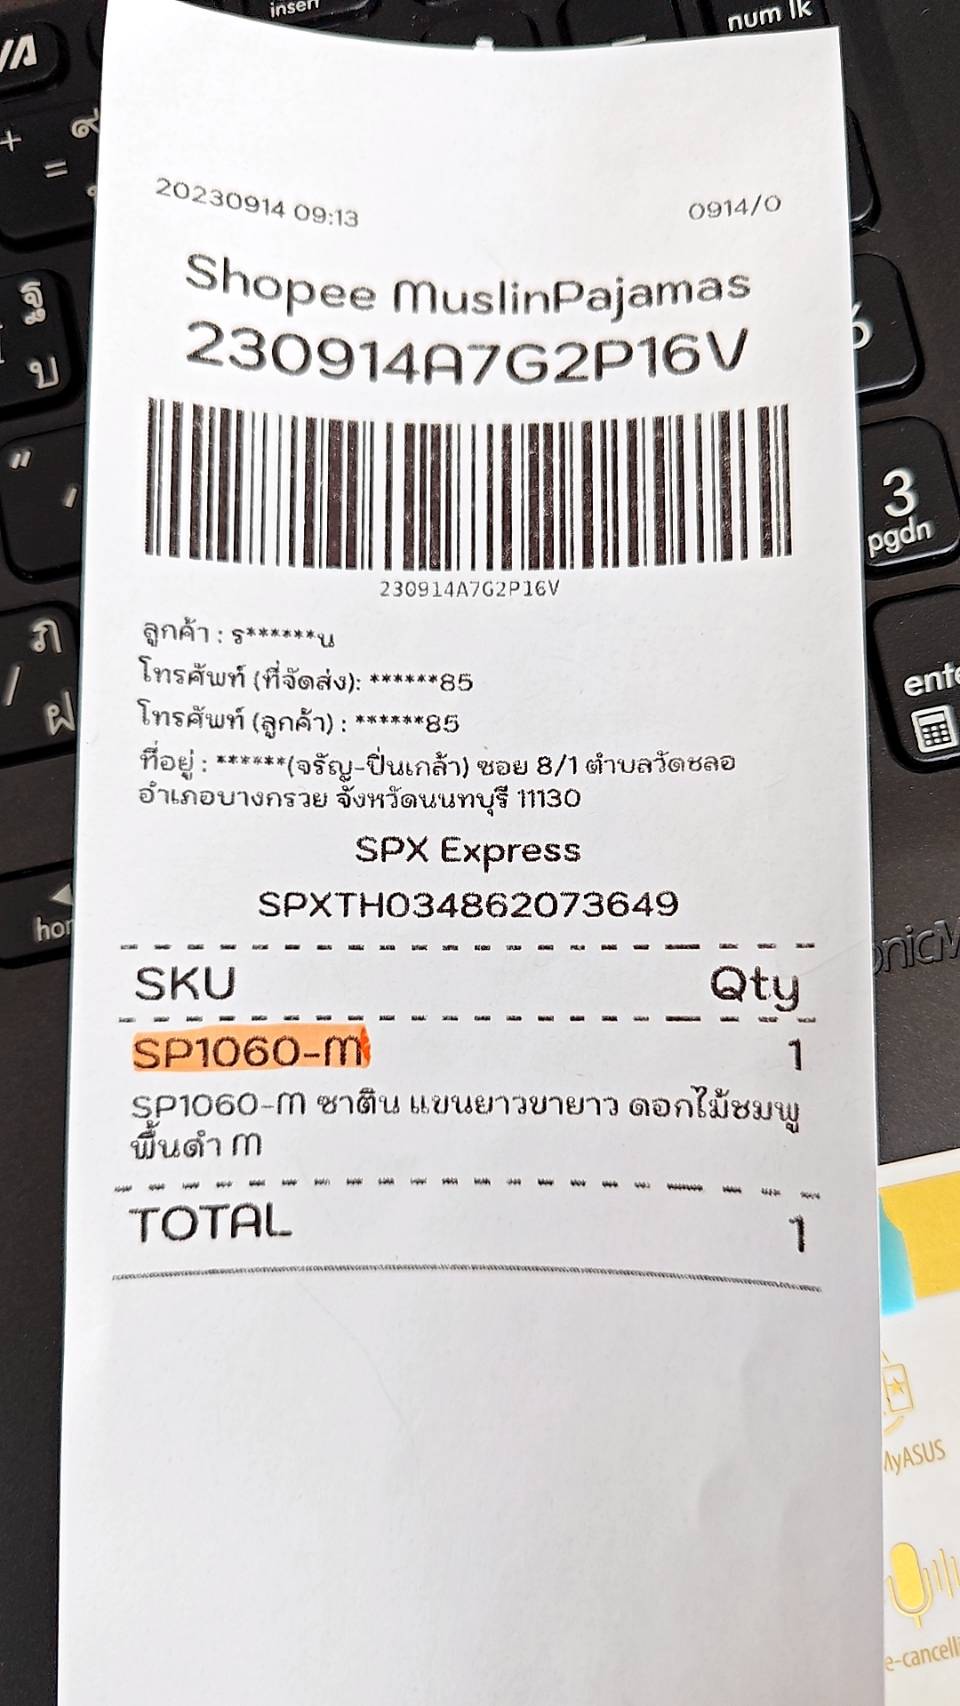 insert
num lk
20230914 09:13
0914/0
Shopee MuslinPajamas
230914A7G2P16V
230914A7G2P16V
ลูกค้า : ร******น
โทรศัพท์ (ที่จัดส่ง): ******85
โทรศัพท์ (ลูกค้า) : ******85
ที่อยู่ : ******(จรัญ-ปิ่นเกล้า) ซอย 8/1 ตำบลวัดชลอ
อำเภอบางกรวย จังหวัดนนทบุรี 11130
SPX Express
SPXTH034862073649
SKU Qty
SP1060-M 1
SP1060-M ซาติน แขนยาวขายาว ดอกไม้ชมพู
พื้นดำ M
TOTAL 1
+ ๙
=
ฐ
บ
ภ
/ ฝ
6
3
pgdn
MyASUS